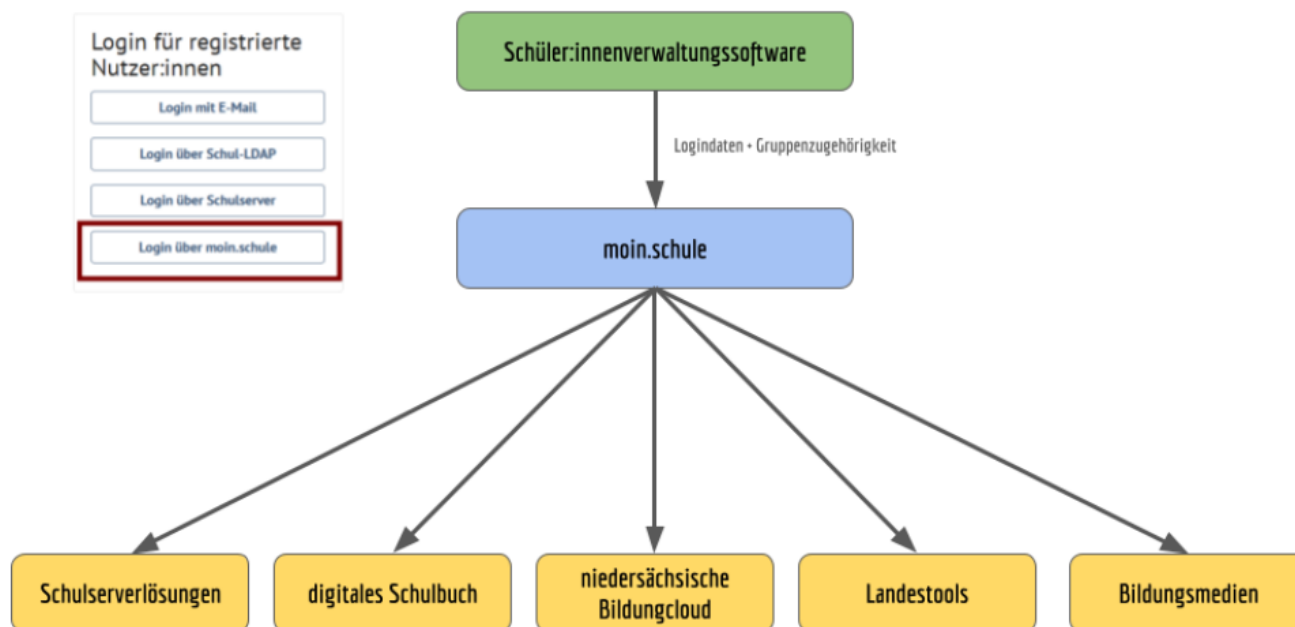 Login für registrierte
Nutzer:innen
Login mit E-Mail
Login über Schul-LDAP
Login über Schulserver
Login über moin.schule
Schüler:innenverwaltungssoftware
Logindaten + Gruppenzugehörigkeit
moin.schule
Schulserverlösungen
digitales Schulbuch
niedersächsische
Bildungcloud
Landestools
Bildungsmedien